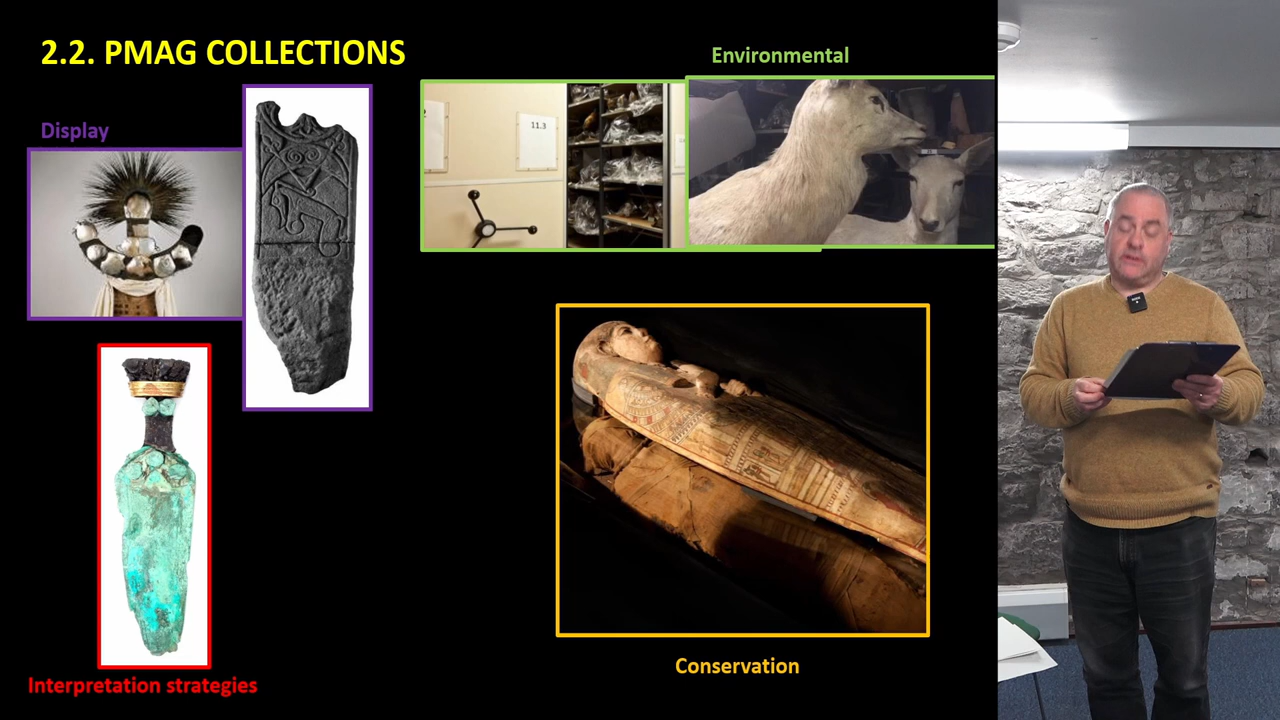 2.2. PMAG COLLECTIONS
Environmental
Display
11.3
Conservation
Interpretation strategies